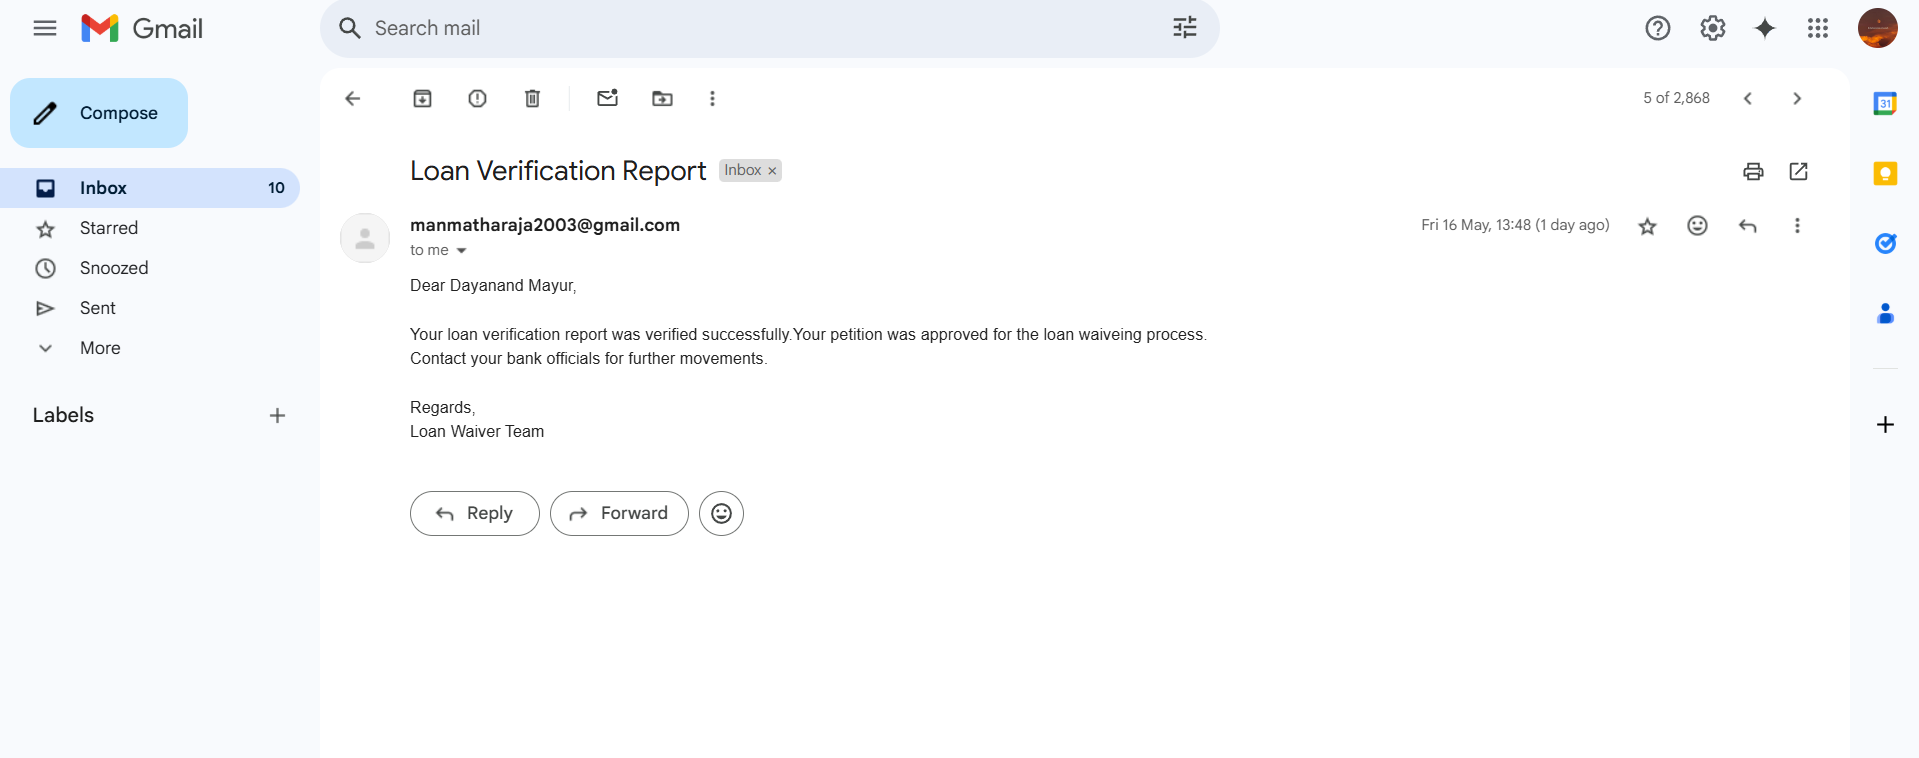 Gmail
Search mail
Compose
5 of 2,868
31
Inbox 10
Starred
Snoozed
Sent
More
Labels
Loan Verification Report Inbox ×
manmatharaja2003@gmail.com Fri 16 May, 13:48 (1 day ago)
to me
Dear Dayanand Mayur,
Your loan verification report was verified successfully.Your petition was approved for the loan waiveing process.
Contact your bank officials for further movements.
Regards,
Loan Waiver Team
Reply Forward